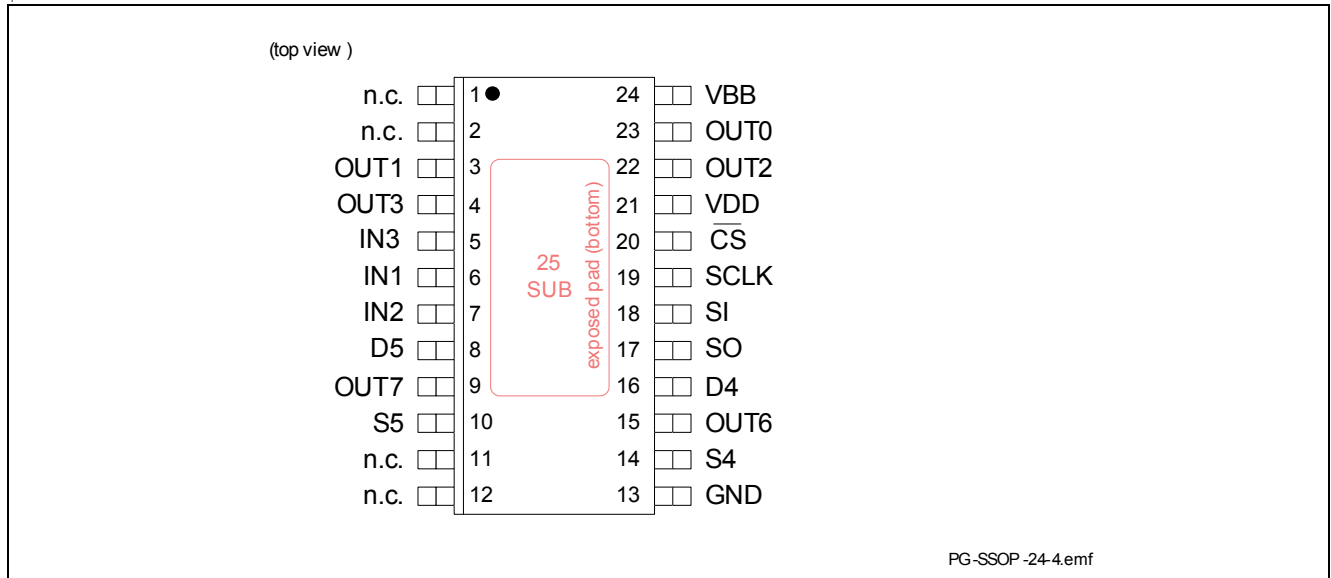 (top view )
n.c. 1 24 VBB
n.c. 2 23 OUT0
OUT1 3 22 OUT2
OUT3 4 21 VDD
IN3 5 20 CS
IN1 6 19 SCLK
IN2 7 18 SI
D5 8 17 SO
OUT7 9 16 D4
S5 10 15 OUT6
n.c. 11 14 S4
n.c. 12 13 GND
25
SUB
exposed pad (bottom)
PG-SSOP-24-4.emf